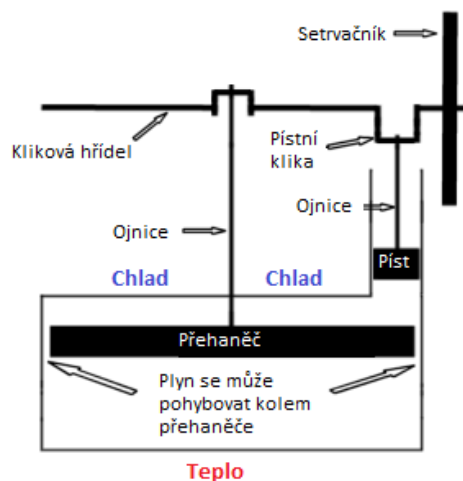 Setrvačník
Kliková hřídel
Pístní
klika
Ojnice
Ojnice
Píst
Chlad
Chlad
Přehaněč
Plyn se může
pohybovat kolem
přehaněče
Teplo